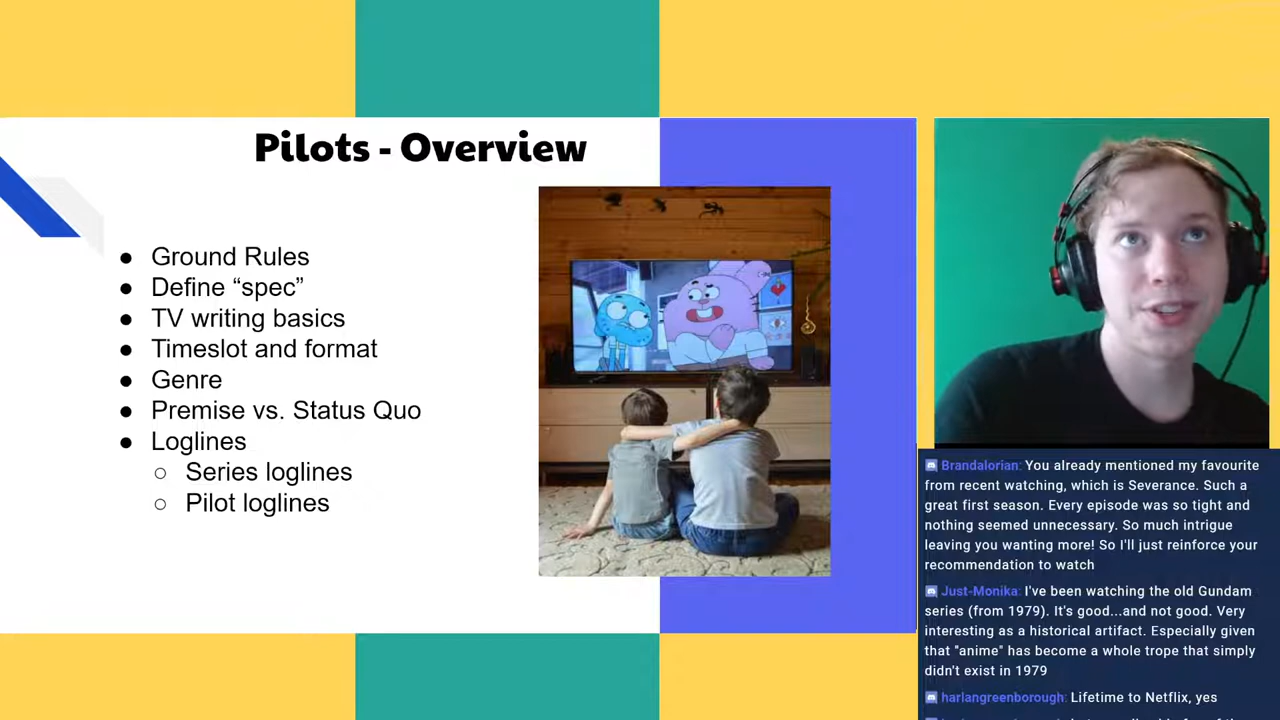 Pilots - Overview
● Ground Rules
● Define “spec”
● TV writing basics
● Timeslot and format
● Genre
● Premise vs. Status Quo
● Loglines
○ Series loglines
○ Pilot loglines
Brandalorian: You already mentioned my favourite
from recent watching, which is Severance. Such a
great first season. Every episode was so tight and
nothing seemed unnecessary. So much intrigue
leaving you wanting more! So I'll just reinforce your
recommendation to watch
Just-Monika: I've been watching the old Gundam
series (from 1979). It's good...and not good. Very
interesting as a historical artifact. Especially given
that "anime" has become a whole trope that simply
didn't exist in 1979
harlangreenborough: Lifetime to Netflix, yes